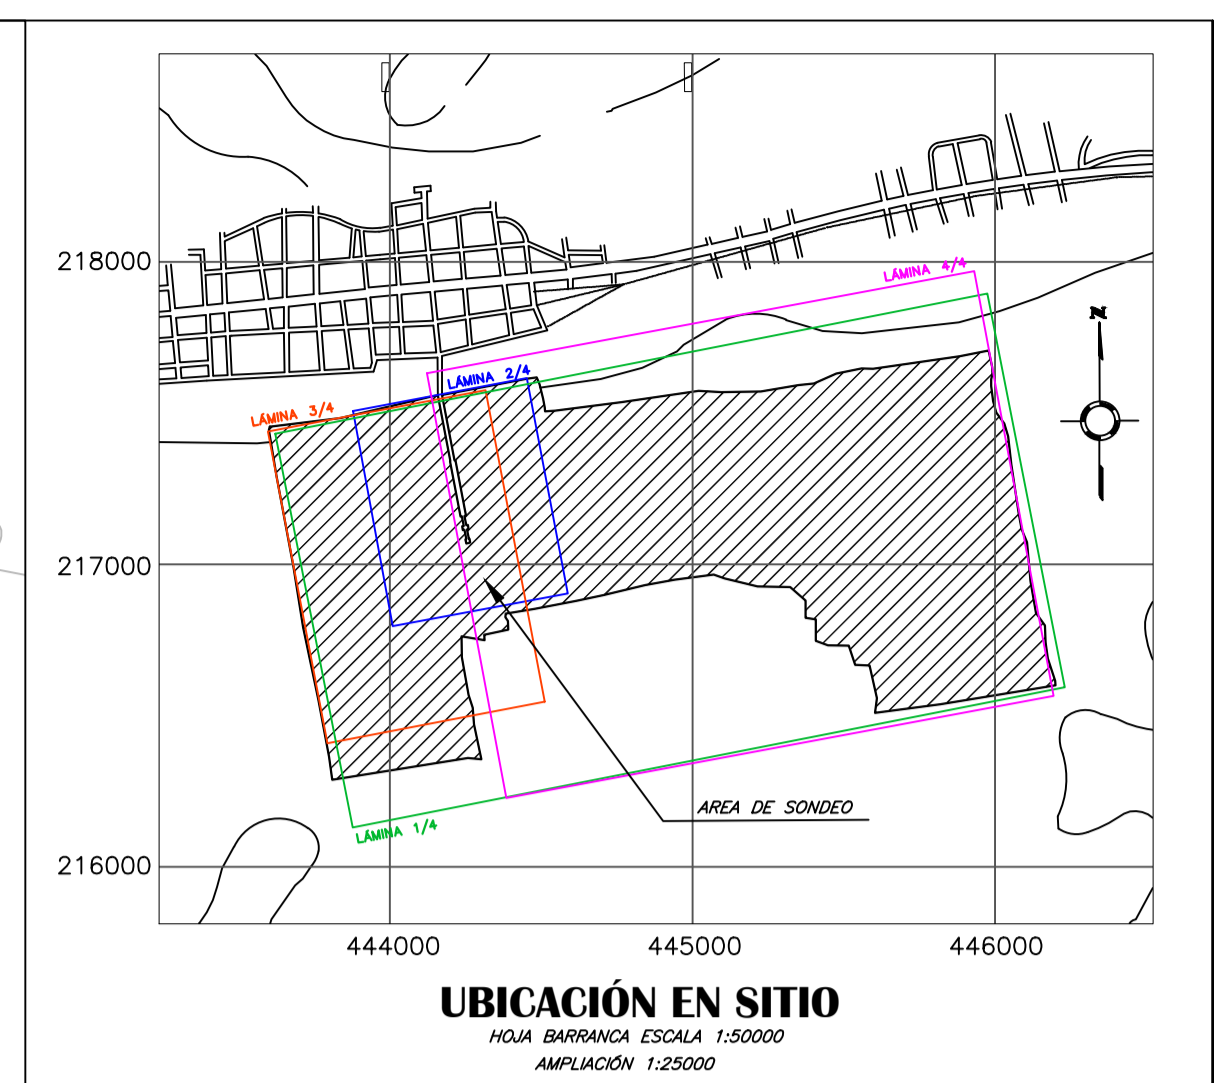 218000
LÁMINA 4/4
N
LÁMINA 2/4
LÁMINA 3/4
217000
AREA DE SONDEO
LÁMINA 1/4
216000
444000
445000
446000
UBICACIÓN EN SITIO
HOJA BARRANCA ESCALA 1:50000
AMPLIACIÓN 1:25000